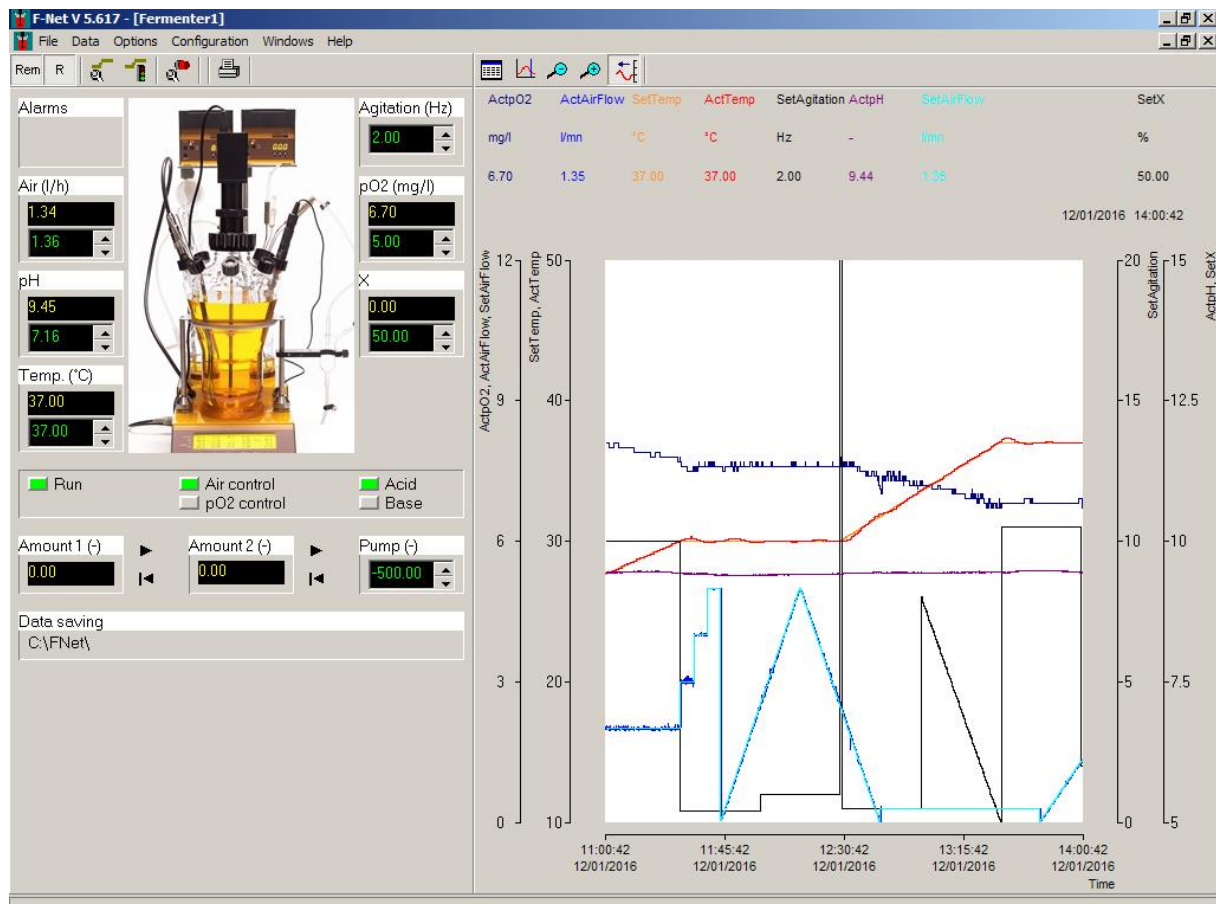 F-Net V 5.617 - [Fermenter1]
File Data Options Configuration Windows Help
Rem R
Alarms
Agitation (Hz)
2.00
Air (l/h)
1.34
1.36
pO2 (mg/l)
6.70
5.00
pH
9.45
7.16
X
0.00
50.00
Temp. (°C)
37.00
37.00
Run
Air control
Acid
pO2 control
Base
Amount 1 (-)
0.00
Amount 2 (-)
0.00
Pump (-)
-500.00
Data saving
C:\FNet\
ActpO2 ActAirFlow SetTemp ActTemp SetAgitation ActpH SetAirFlow SetX
mg/l l/mn °C °C Hz - l/mn %
6.70 1.35 37.00 37.00 2.00 9.44 1.35 50.00
12/01/2016 14:00:42
ActpO2, ActAirFlow, SetAirFlow
SetTemp, ActTemp
SetAgitation
ActpH, SetX
12 50 20 15
9 40 15 12.5
6 30 10 10
3 20 5 7.5
0 10 0 5
11:00:42 11:45:42 12:30:42 13:15:42 14:00:42
12/01/2016 12/01/2016 12/01/2016 12/01/2016 12/01/2016
Time